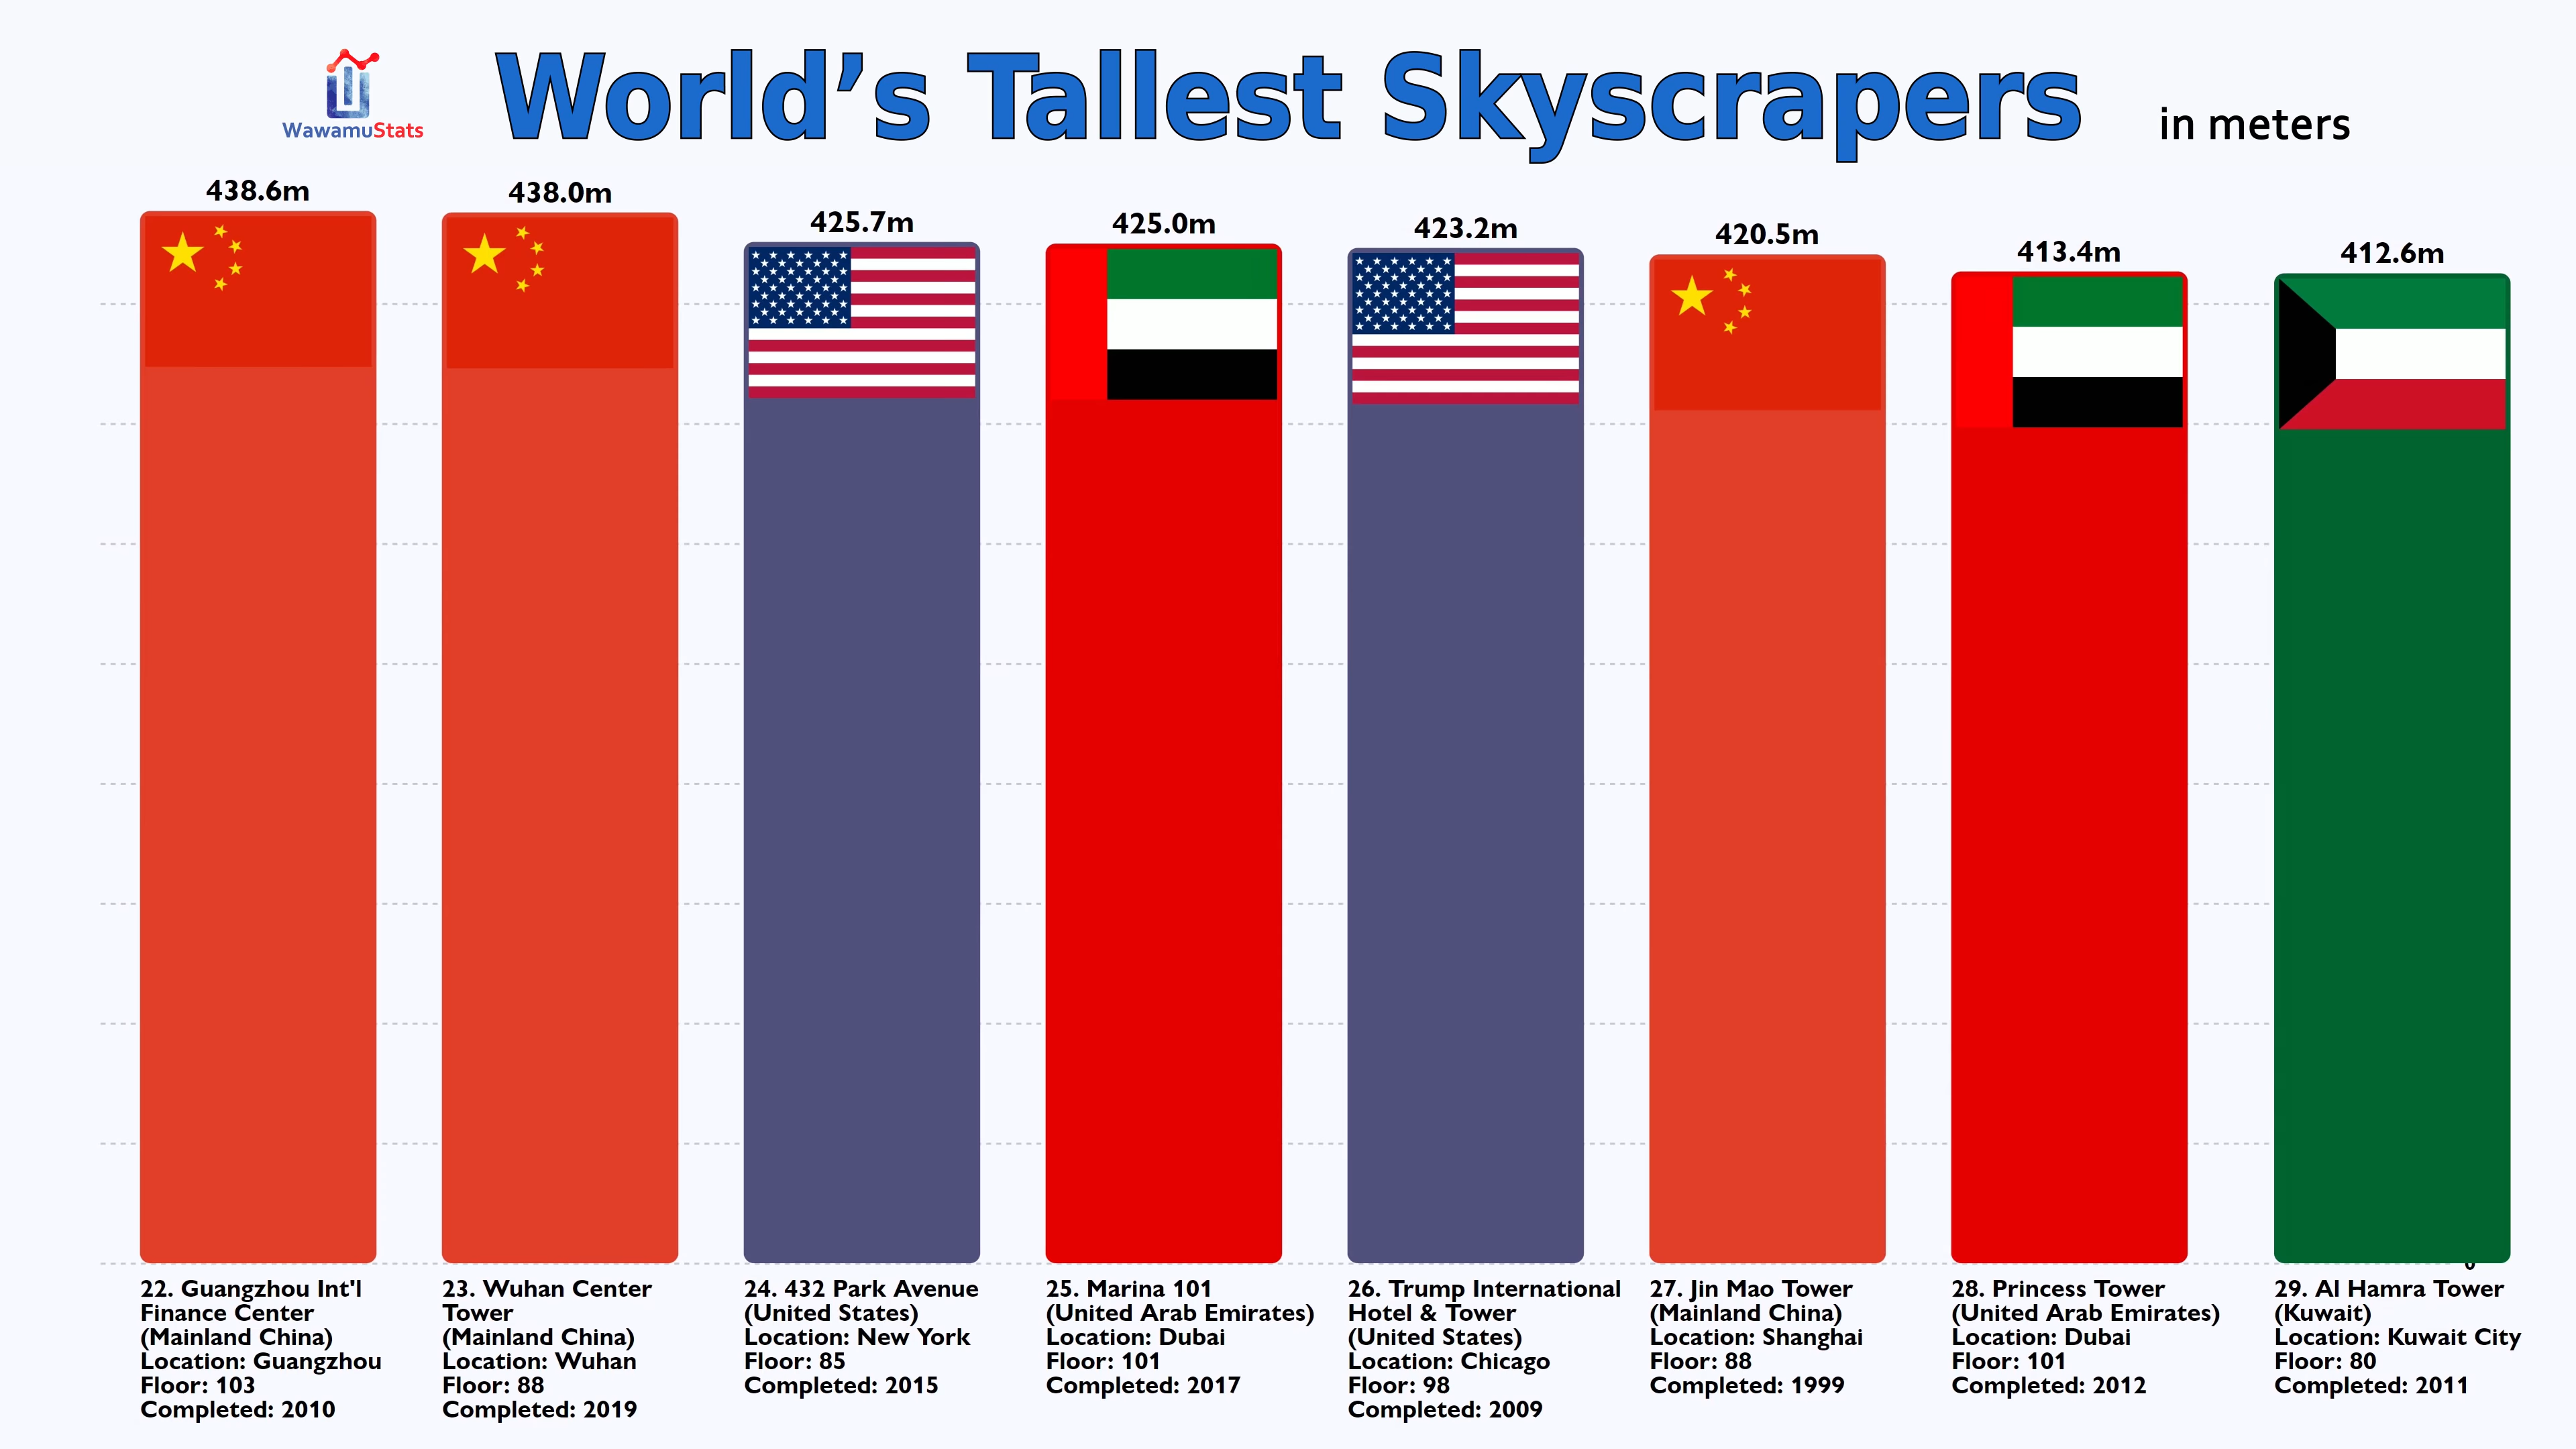 WawamuStats
World's Tallest Skyscrapers
in meters
438.6m
438.0m
425.7m
425.0m
423.2m
420.5m
413.4m
412.6m
22. Guangzhou Int'l
Finance Center
(Mainland China)
Location: Guangzhou
Floor: 103
Completed: 2010
23. Wuhan Center
Tower
(Mainland China)
Location: Wuhan
Floor: 88
Completed: 2019
24. 432 Park Avenue
(United States)
Location: New York
Floor: 85
Completed: 2015
25. Marina 101
(United Arab Emirates)
Location: Dubai
Floor: 101
Completed: 2017
26. Trump International
Hotel & Tower
(United States)
Location: Chicago
Floor: 98
Completed: 2009
27. Jin Mao Tower
(Mainland China)
Location: Shanghai
Floor: 88
Completed: 1999
28. Princess Tower
(United Arab Emirates)
Location: Dubai
Floor: 101
Completed: 2012
29. Al Hamra Tower
(Kuwait)
Location: Kuwait City
Floor: 80
Completed: 2011